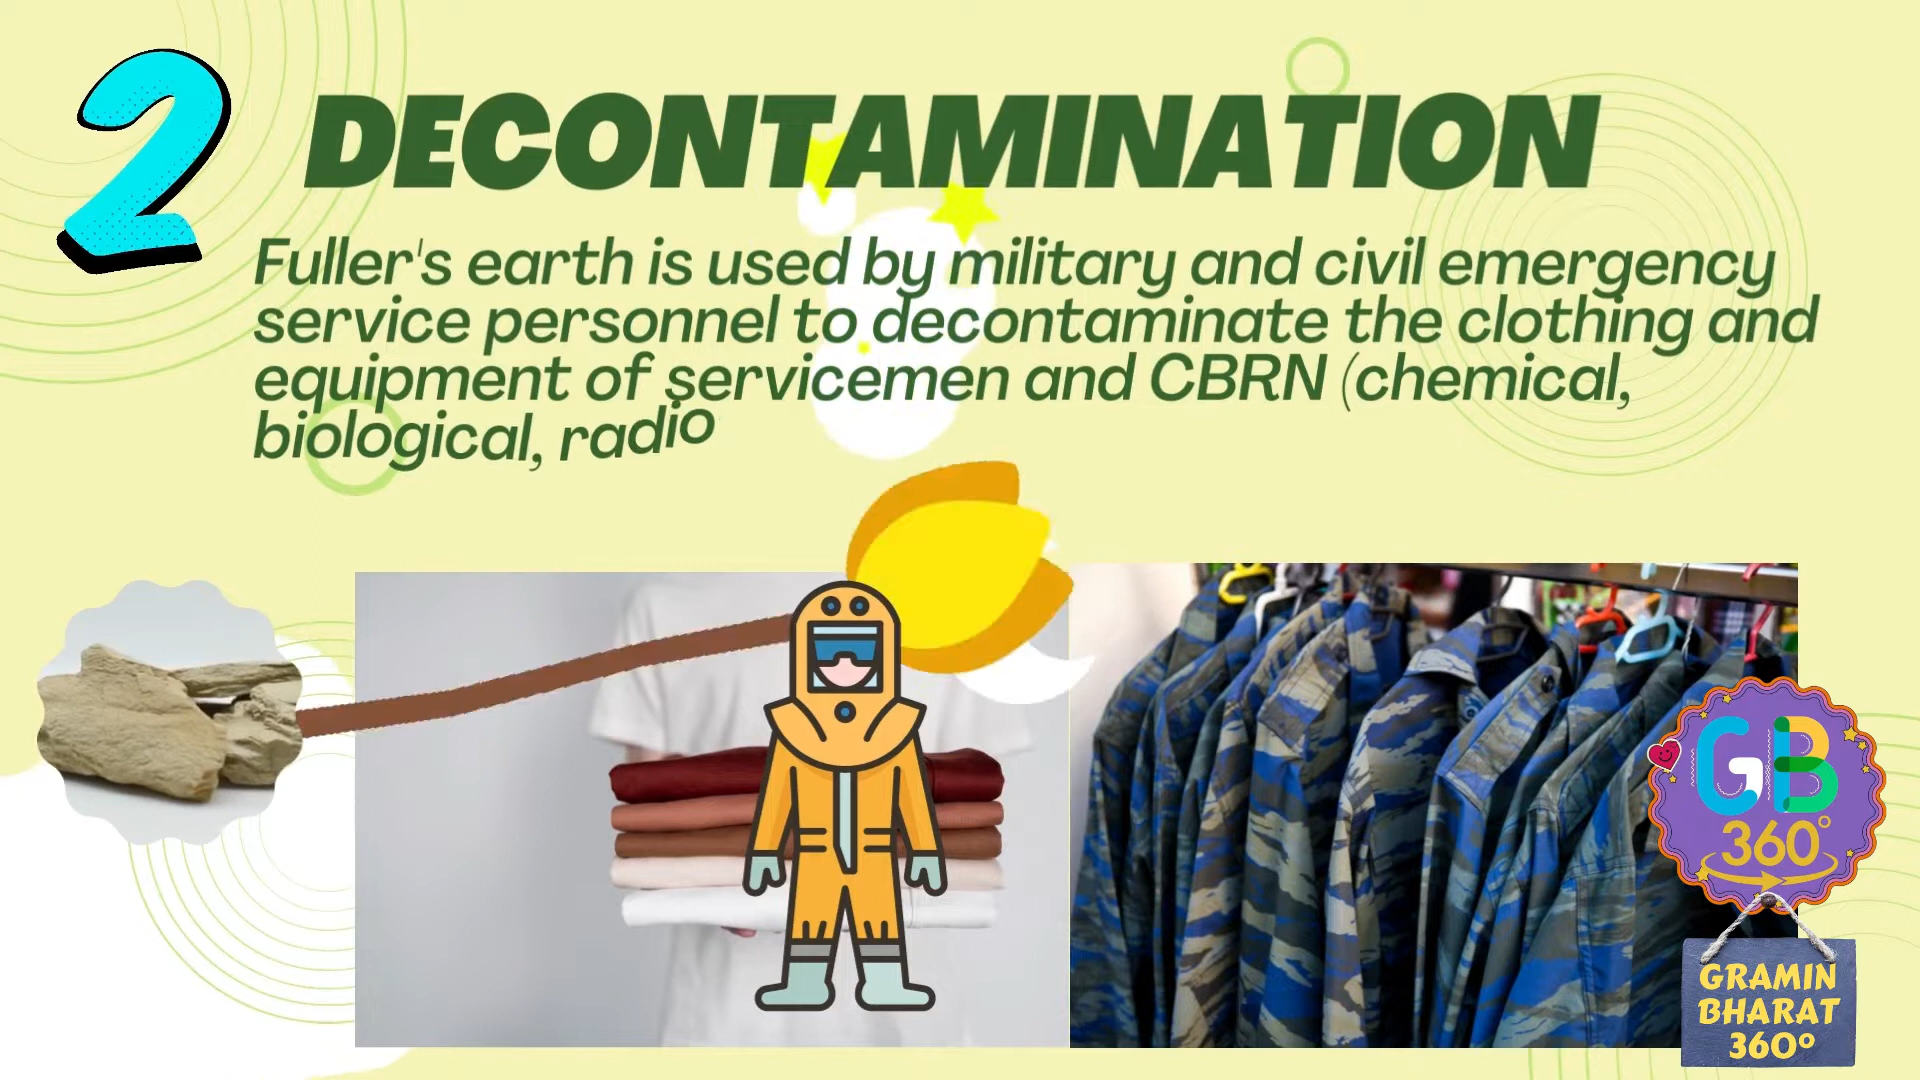 2
DECONTAMINATION
Fuller's earth is used by military and civil emergency
service personnel to decontaminate the clothing and
equipment of servicemen and CBRN (chemical,
biological, radio
GB
360°
GRAMIN
BHARAT
360°